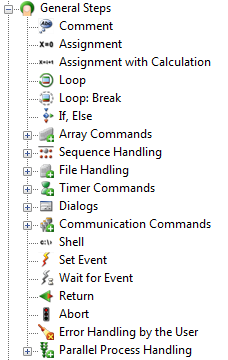 General Steps
Comment
x=0 Assignment
x=i+1 Assignment with Calculation
Loop
Loop: Break
If, Else
Array Commands
Sequence Handling
File Handling
Timer Commands
Dialogs
Communication Commands
c:\ Shell
Set Event
Wait for Event
Return
Abort
Error Handling by the User
Parallel Process Handling